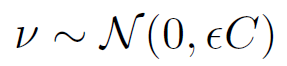 ν ∼ 𝒩(0, ϵC)